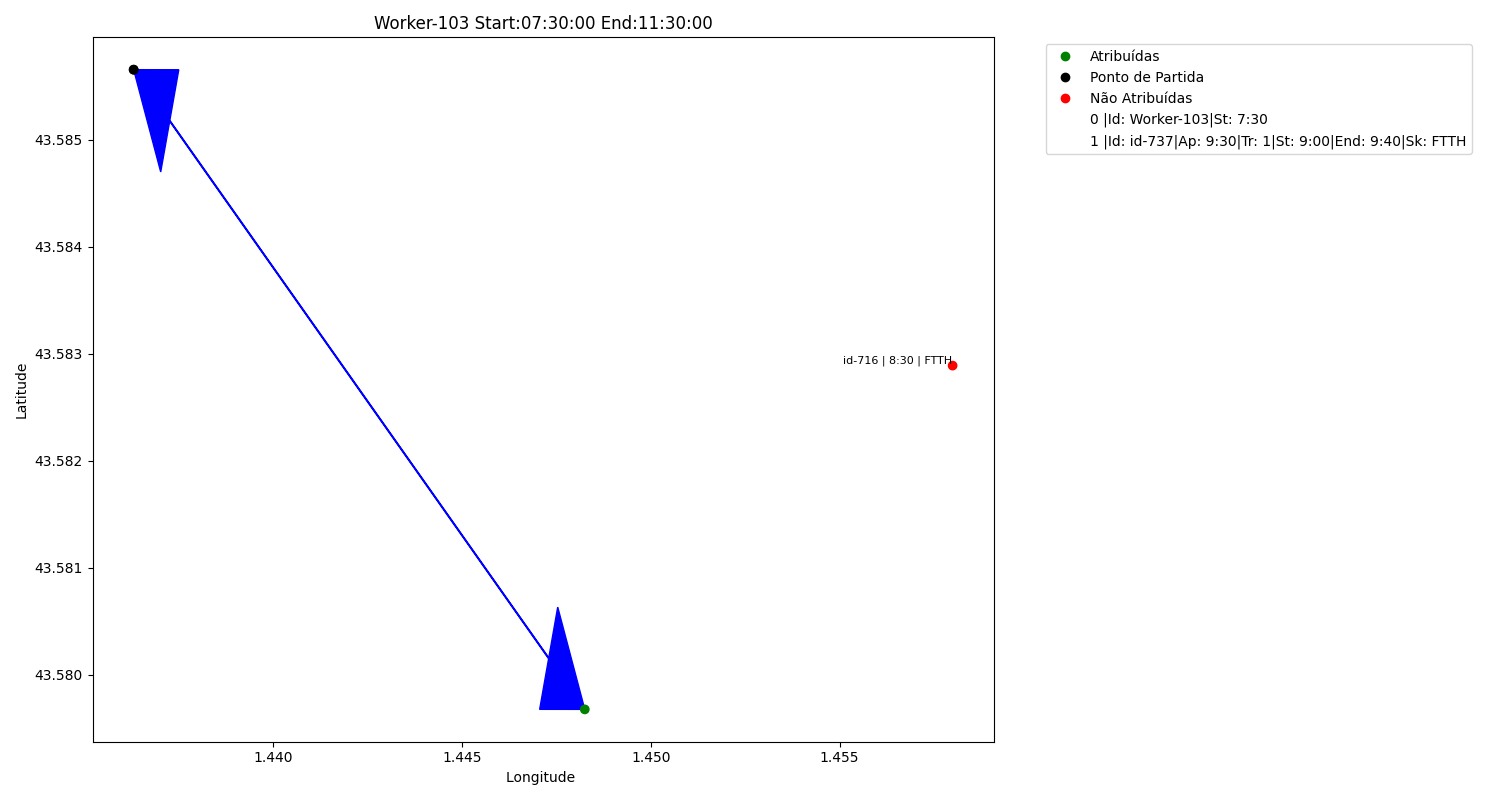 Worker-103 Start:07:30:00 End:11:30:00
Atribuídas
Ponto de Partida
Não Atribuídas
0 |Id: Worker-103|St: 7:30
1 |Id: id-737|Ap: 9:30|Tr: 1|St: 9:00|End: 9:40|Sk: FTTH
43.585
43.584
43.583
43.582
43.581
43.580
Latitude
id-716 | 8:30 | FTTH
1.440
1.445
1.450
1.455
Longitude